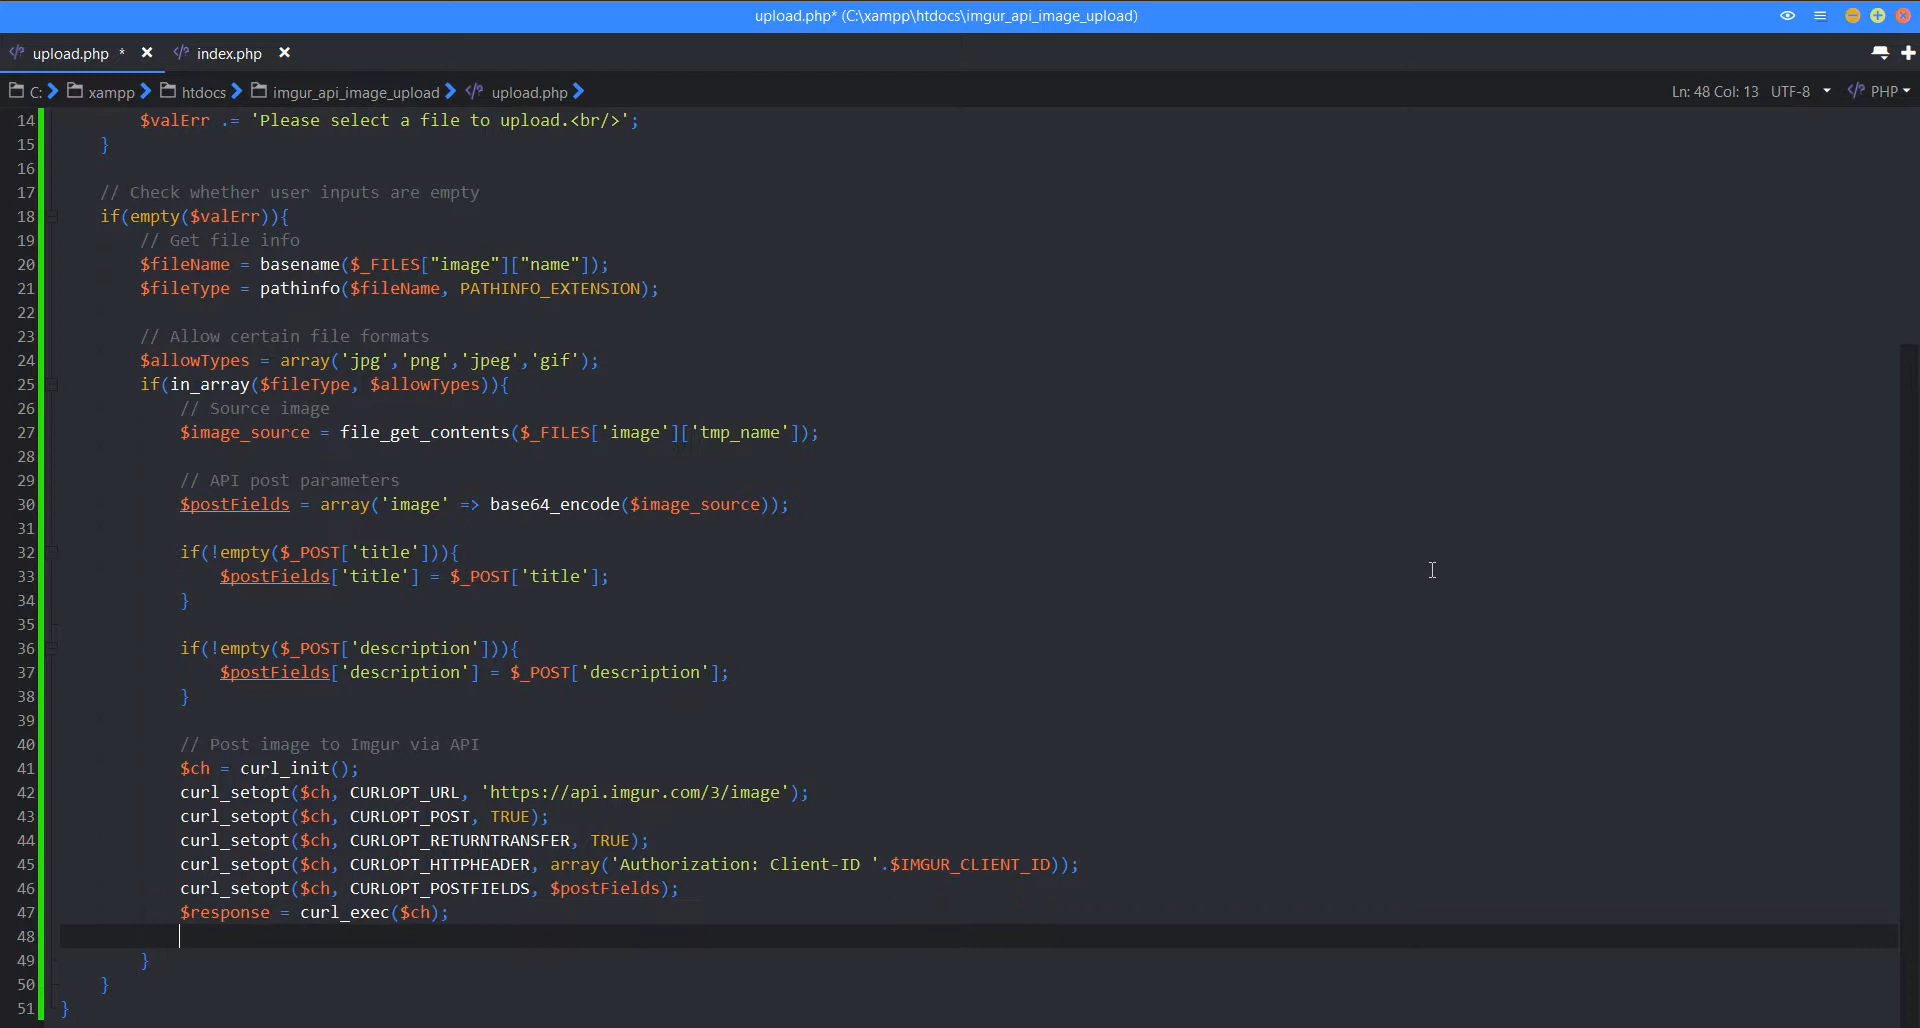 upload.php* (C:\xampp\htdocs\imgur_api_image_upload)
upload.php * index.php
C: xampp htdocs imgur_api_image_upload upload.php Ln: 48 Col: 13 UTF-8 PHP
14 $valErr .= 'Please select a file to upload.<br/>';
15 }
16
17 // Check whether user inputs are empty
18 if(empty($valErr)){
19 // Get file info
20 $fileName = basename($_FILES["image"]["name"]);
21 $fileType = pathinfo($fileName, PATHINFO_EXTENSION);
22
23 // Allow certain file formats
24 $allowTypes = array('jpg','png','jpeg','gif');
25 if(in_array($fileType, $allowTypes)){
26 // Source image
27 $image_source = file_get_contents($_FILES['image']['tmp_name']);
28
29 // API post parameters
30 $postFields = array('image' => base64_encode($image_source));
31
32 if(!empty($_POST['title'])){
33 $postFields['title'] = $_POST['title'];
34 }
35
36 if(!empty($_POST['description'])){
37 $postFields['description'] = $_POST['description'];
38 }
39
40 // Post image to Imgur via API
41 $ch = curl_init();
42 curl_setopt($ch, CURLOPT_URL, 'https://api.imgur.com/3/image');
43 curl_setopt($ch, CURLOPT_POST, TRUE);
44 curl_setopt($ch, CURLOPT_RETURNTRANSFER, TRUE);
45 curl_setopt($ch, CURLOPT_HTTPHEADER, array('Authorization: Client-ID '.$IMGUR_CLIENT_ID));
46 curl_setopt($ch, CURLOPT_POSTFIELDS, $postFields);
47 $response = curl_exec($ch);
48
49 }
50 }
51 }